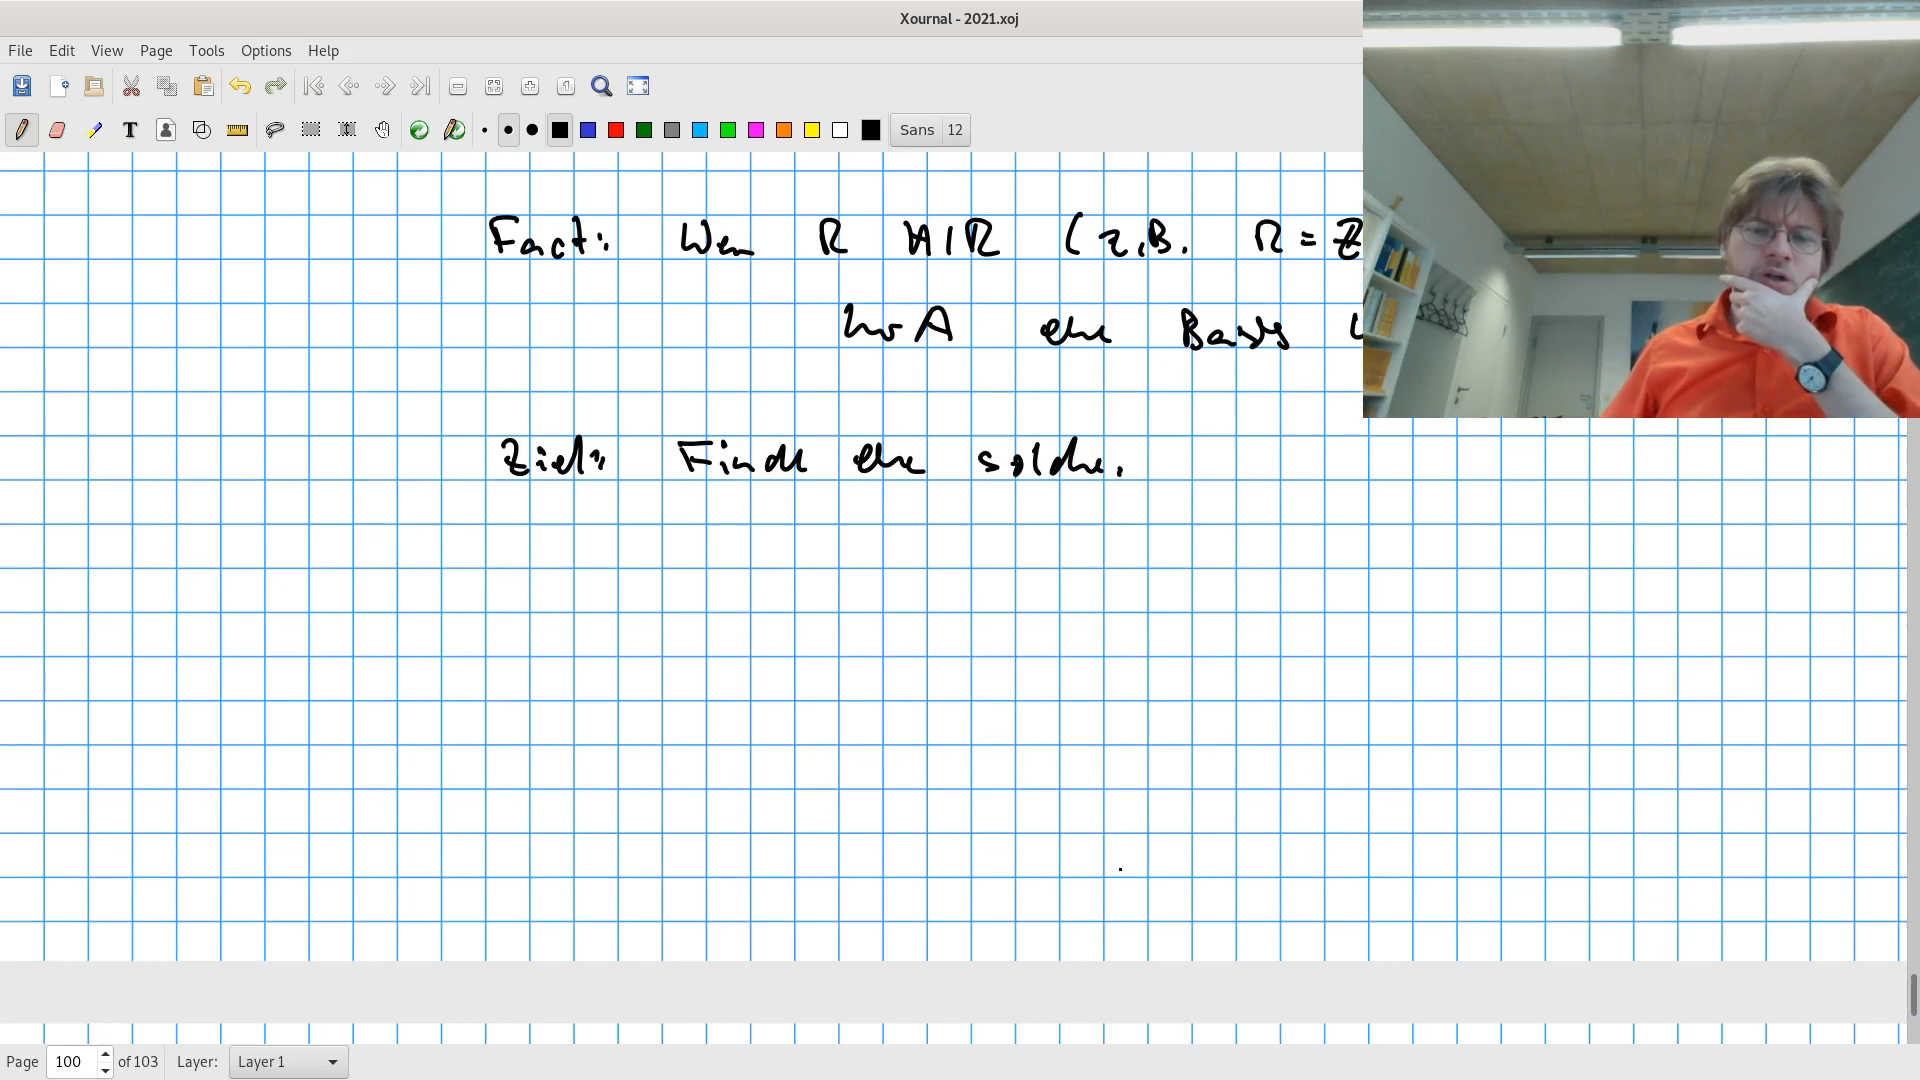 Xournal - 2021.xoj
File Edit View Page Tools Options Help
Sans 12
Fact: Wenn R HIR (z.B. R = Z
hat eine Basis
Ziel: Finde eine solche.
Page 100 of 103 Layer: Layer 1